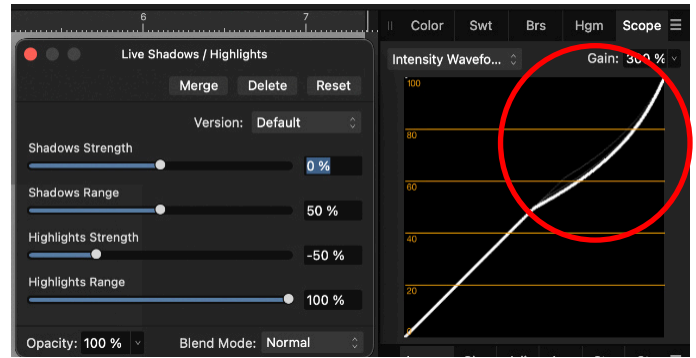 6 7
Color Swt Brs Hgm Scope
Live Shadows / Highlights
Merge Delete Reset
Version: Default
Shadows Strength
0 %
Shadows Range
50 %
Highlights Strength
-50 %
Highlights Range
100 %
Opacity: 100 % Blend Mode: Normal
Intensity Wavefo... Gain: 300 %
100
80
60
40
20
0